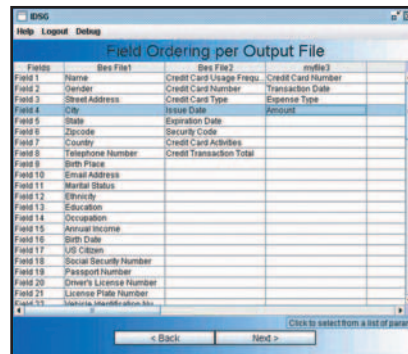 IDSG
Help Logout Debug
Field Ordering per Output File
Fields Bes File1 Bes File2 myfile3
Field 1 Name Credit Card Usage Frequ... Credit Card Number
Field 2 Gender Credit Card Number Transaction Date
Field 3 Street Address Credit Card Type Expense Type
Field 4 City Issue Date Amount
Field 5 State Expiration Date
Field 6 Zipcode Security Code
Field 7 Country Credit Card Activities
Field 8 Telephone Number Credit Transaction Total
Field 9 Birth Place
Field 10 Email Address
Field 11 Marital Status
Field 12 Ethnicity
Field 13 Education
Field 14 Occupation
Field 15 Annual Income
Field 16 Birth Date
Field 17 US Citizen
Field 18 Social Security Number
Field 19 Passport Number
Field 20 Driver's License Number
Field 21 License Plate Number
Field 22 Vehicle Identification Nu...
Click to select from a list of param
< Back Next >